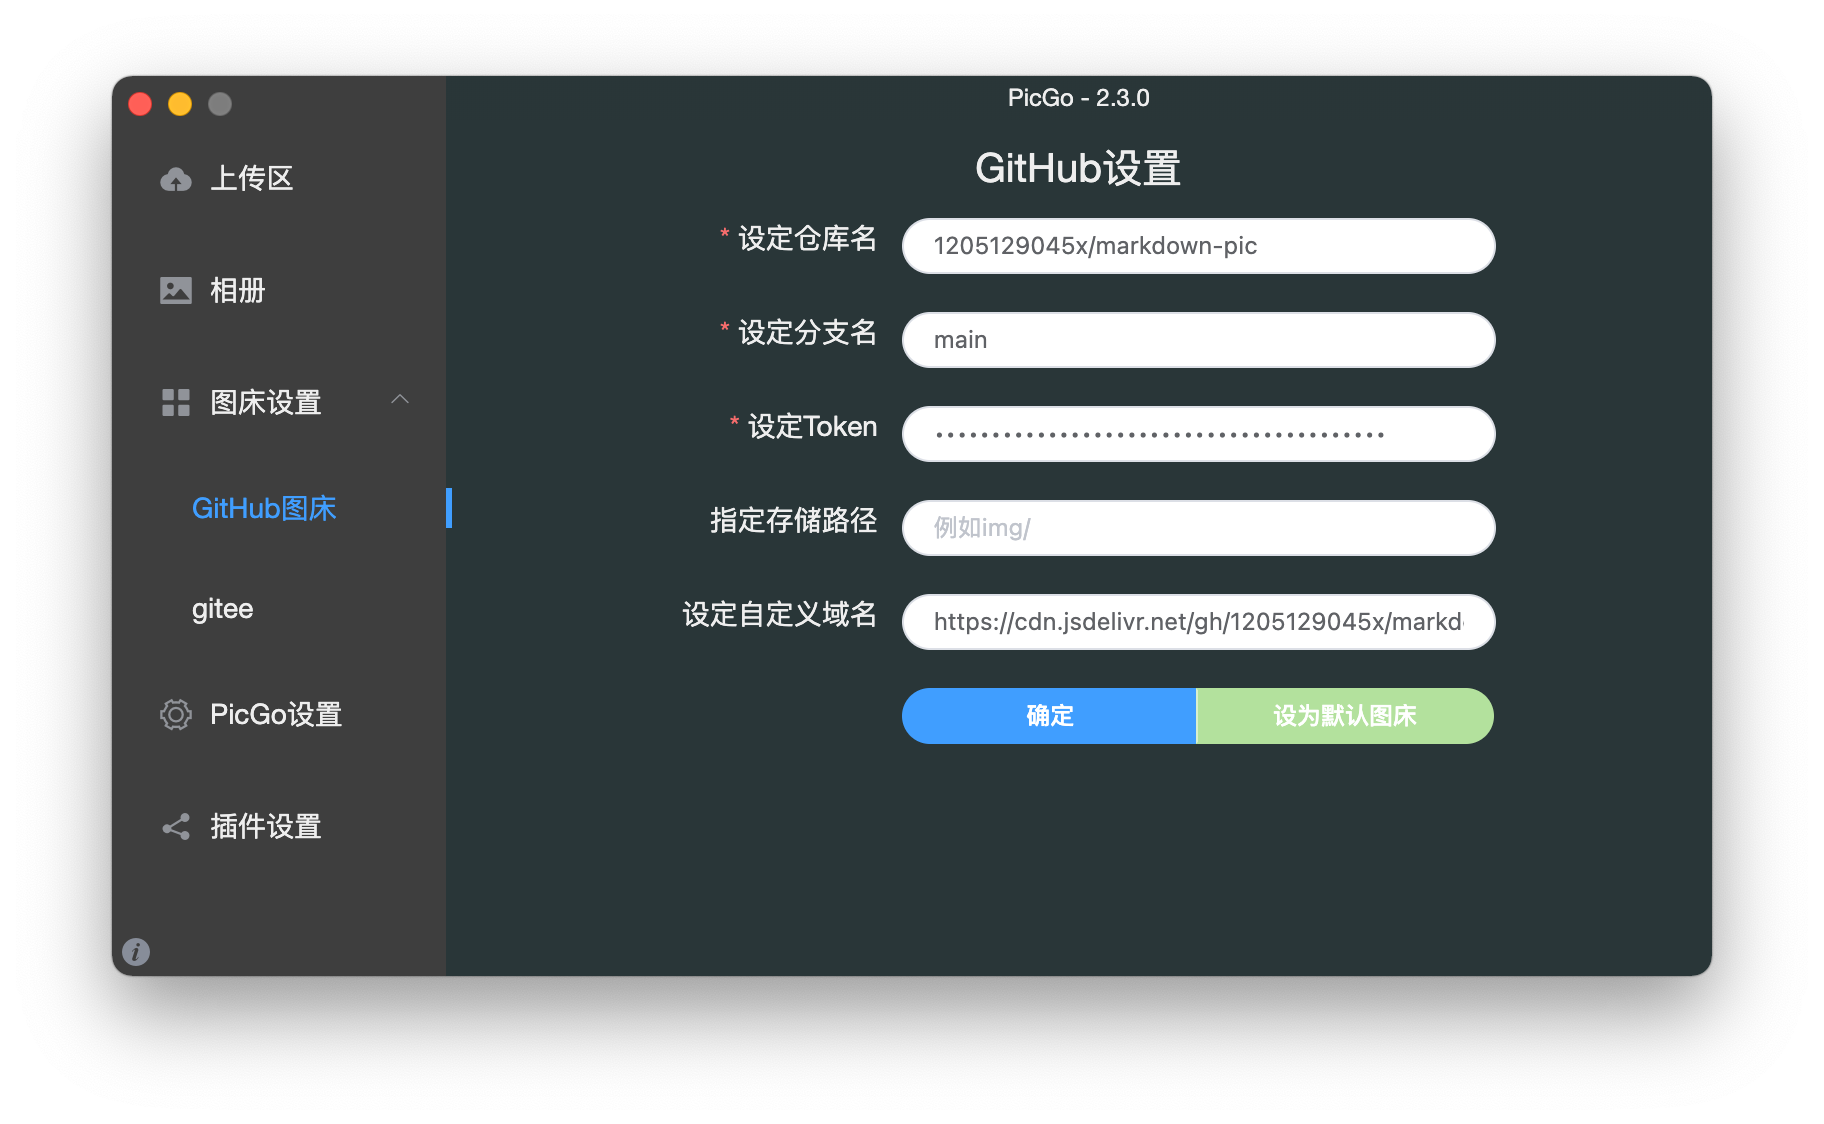 PicGo - 2.3.0
上传区
相册
图床设置
GitHub图床
gitee
PicGo设置
插件设置
GitHub设置
* 设定仓库名
1205129045x/markdown-pic
* 设定分支名
main
* 设定Token
••••••••••••••••••••••••••••••••••••••••
指定存储路径
例如img/
设定自定义域名
https://cdn.jsdelivr.net/gh/1205129045x/markd
确定
设为默认图床